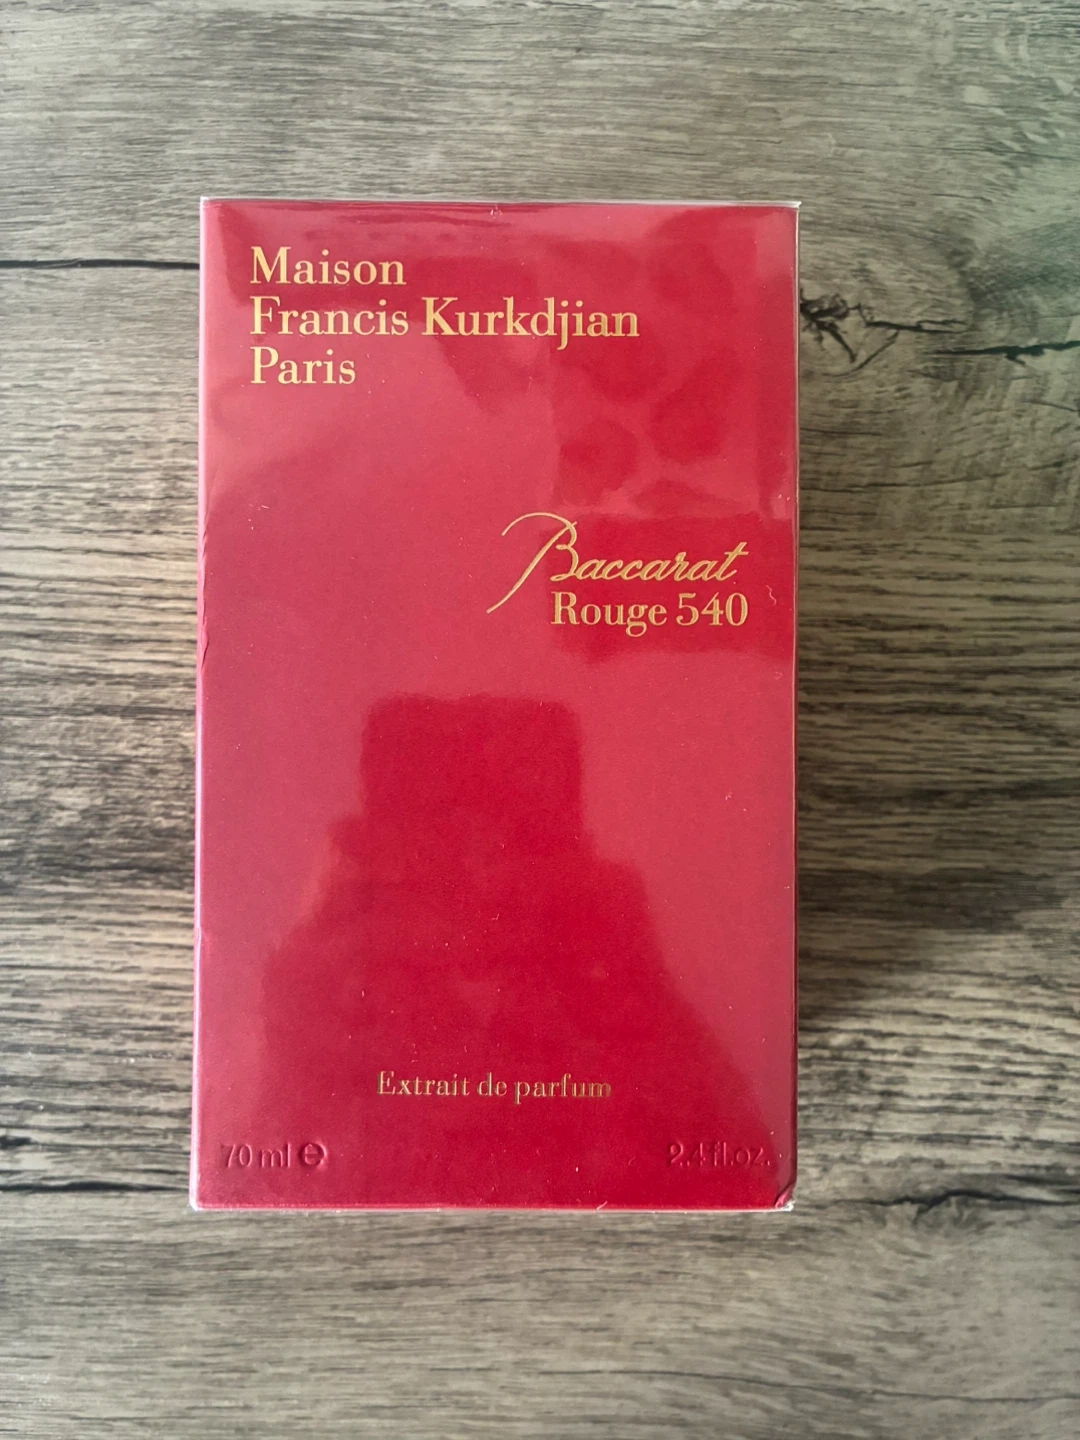 Maison
Francis Kurkdjian
Paris
Baccarat
Rouge 540
Extrait de parfum
70 ml ℮
2.4 fl.oz.